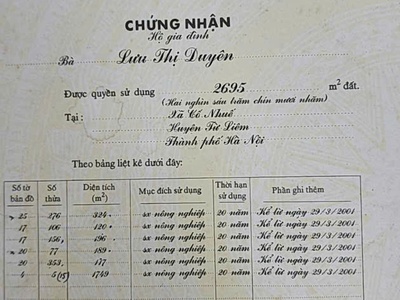 CHỨNG NHẬN
Hộ gia đình
Bà Lưu Thị Duyên
Được quyền sử dụng 2695 m² đất.
(Hai nghìn sáu trăm chín mươi nhăm)
Tại : Xã Cổ Nhuế
Huyện Từ Liêm
Thành phố Hà Nội
Theo bảng liệt kê dưới đây:
Số tờ bản đồ Số thửa Diện tích (m²) Mục đích sử dụng Thời hạn sử dụng Phần ghi thêm
25 276 324 sx nông nghiệp 20 năm Kể từ ngày 29/3/2001
17 106 120 sx nông nghiệp 20 năm Kể từ ngày 29/3/2001
17 156 196 sx nông nghiệp 20 năm Kể từ ngày 29/3/2001
20 77 189 sx nông nghiệp 20 năm Kể từ ngày 29/3/2001
20 353 sx nông nghiệp 20 năm Kể từ ngày 29/3/2001
4 5 (15) 1749 sx nông nghiệp 20 năm Kể từ ngày 29/3/2001